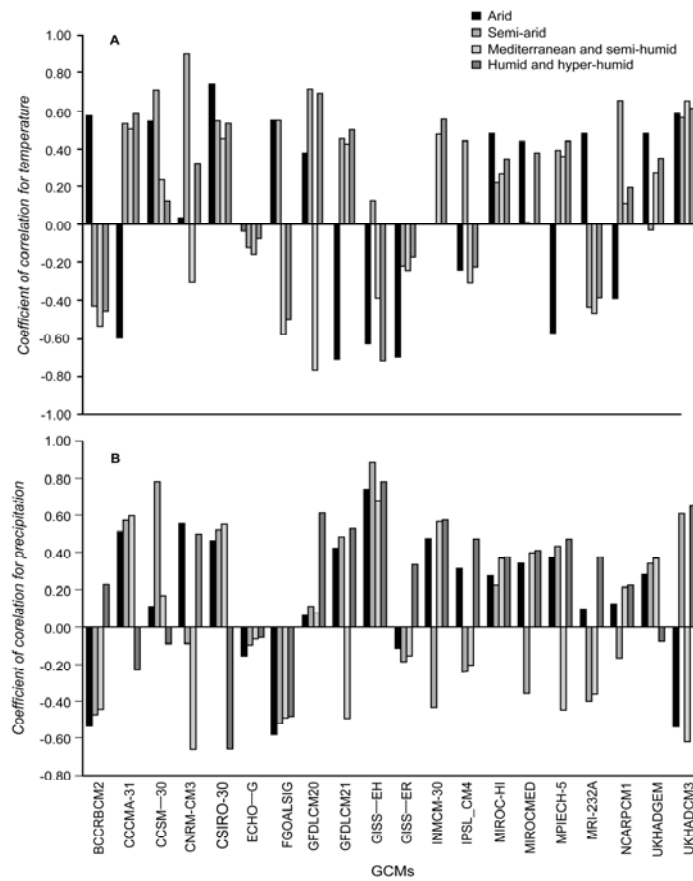 Arid
Semi-arid
Mediterranean and semi-humid
Humid and hyper-humid
A
Coefficient of correlation for temperature
1.00
0.80
0.60
0.40
0.20
0.00
-0.20
-0.40
-0.60
-0.80
-1.00
B
Coefficient of corelation for precipitation
1.00
0.80
0.60
0.40
0.20
0.00
-0.20
-0.40
-0.60
-0.80
BCCRBCM2
CCCMA-31
CCSM—30
CNRM-CM3
CSIRO-30
ECHO—G
FGOALSIG
GFDLCM20
GFDLCM21
GISS—EH
GISS—ER
INMCM-30
IPSL_CM4
MIROC-HI
MIROCMED
MPIECH-5
MRI-232A
NCARPCM1
UKHADGEM
UKHADCM3
GCMs